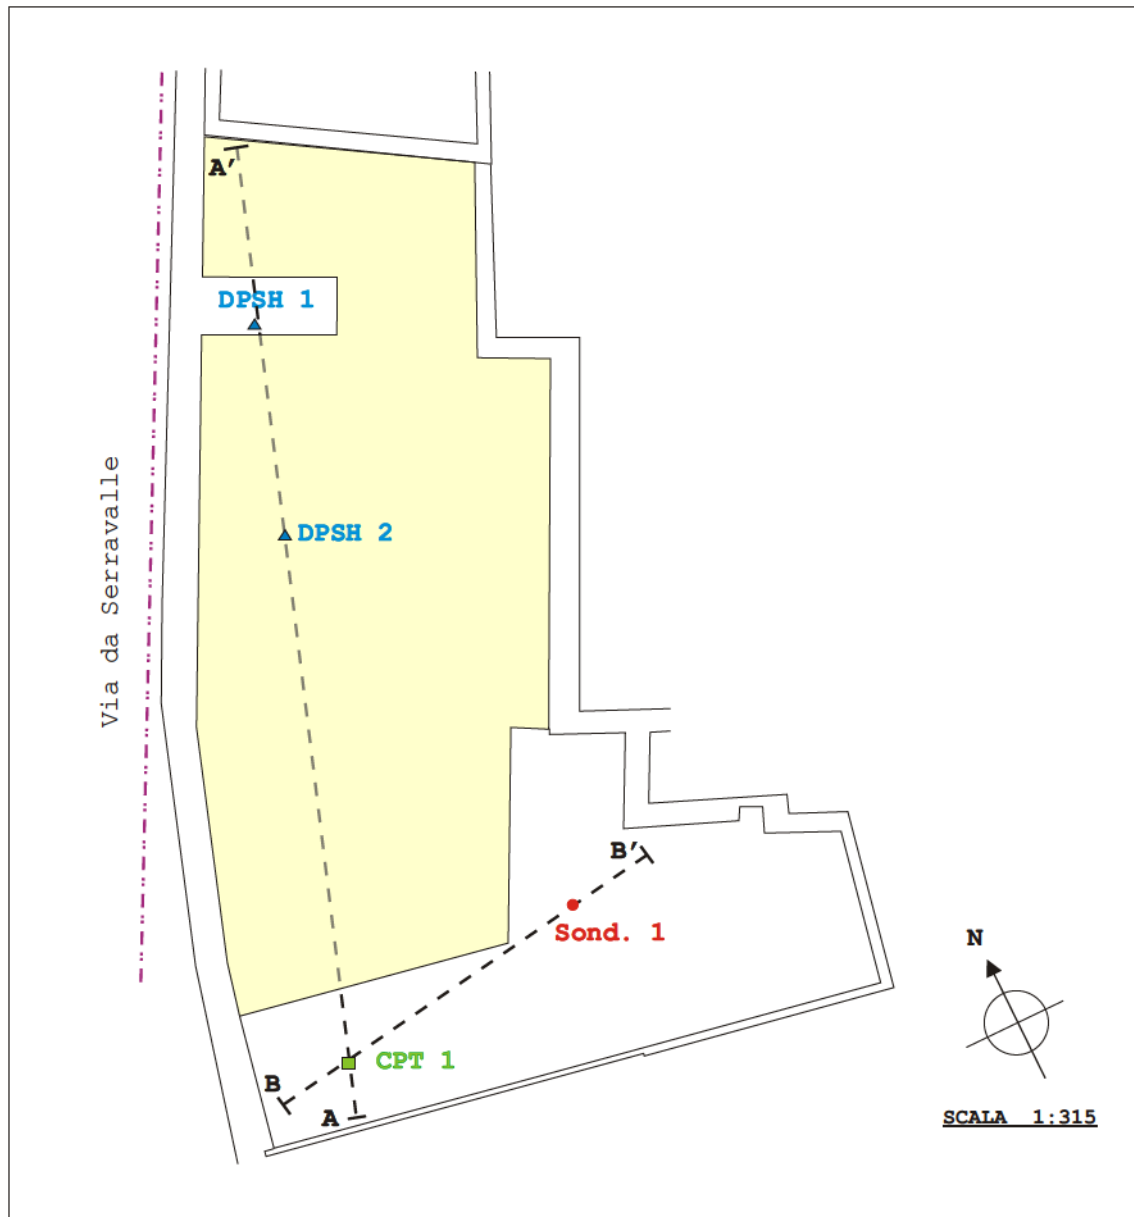 A′
DPSH 1
DPSH 2
Via da Serravalle
B′
Sond. 1
N
CPT 1
B
A
SCALA 1:315